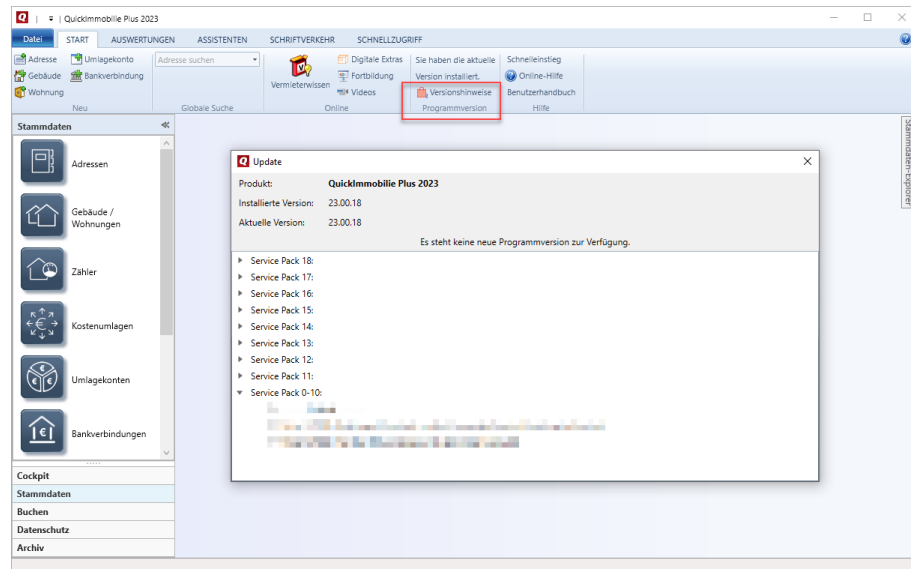 QuickImmobilie Plus 2023
Datei START AUSWERTUNGEN ASSISTENTEN SCHRIFTVERKEHR SCHNELLZUGRIFF
Adresse Umlagekonto Adresse suchen Digitale Extras Sie haben die aktuelle Schnelleinstieg
Gebäude Bankverbindung Vermieterwissen Fortbildung Version installiert. Online-Hilfe
Wohnung Videos Versionshinweise Benutzerhandbuch
Neu Globale Suche Online Programmversion Hilfe
Stammdaten
Stammdaten-Explorer
Adressen
Gebäude /
Wohnungen
Zähler
Kostenumlagen
Umlagekonten
Bankverbindungen
Cockpit
Stammdaten
Buchen
Datenschutz
Archiv
Update
Produkt: QuickImmobilie Plus 2023
Installierte Version: 23.00.18
Aktuelle Version: 23.00.18
Es steht keine neue Programmversion zur Verfügung.
Service Pack 18:
Service Pack 17:
Service Pack 16:
Service Pack 15:
Service Pack 14:
Service Pack 13:
Service Pack 12:
Service Pack 11:
Service Pack 0-10: